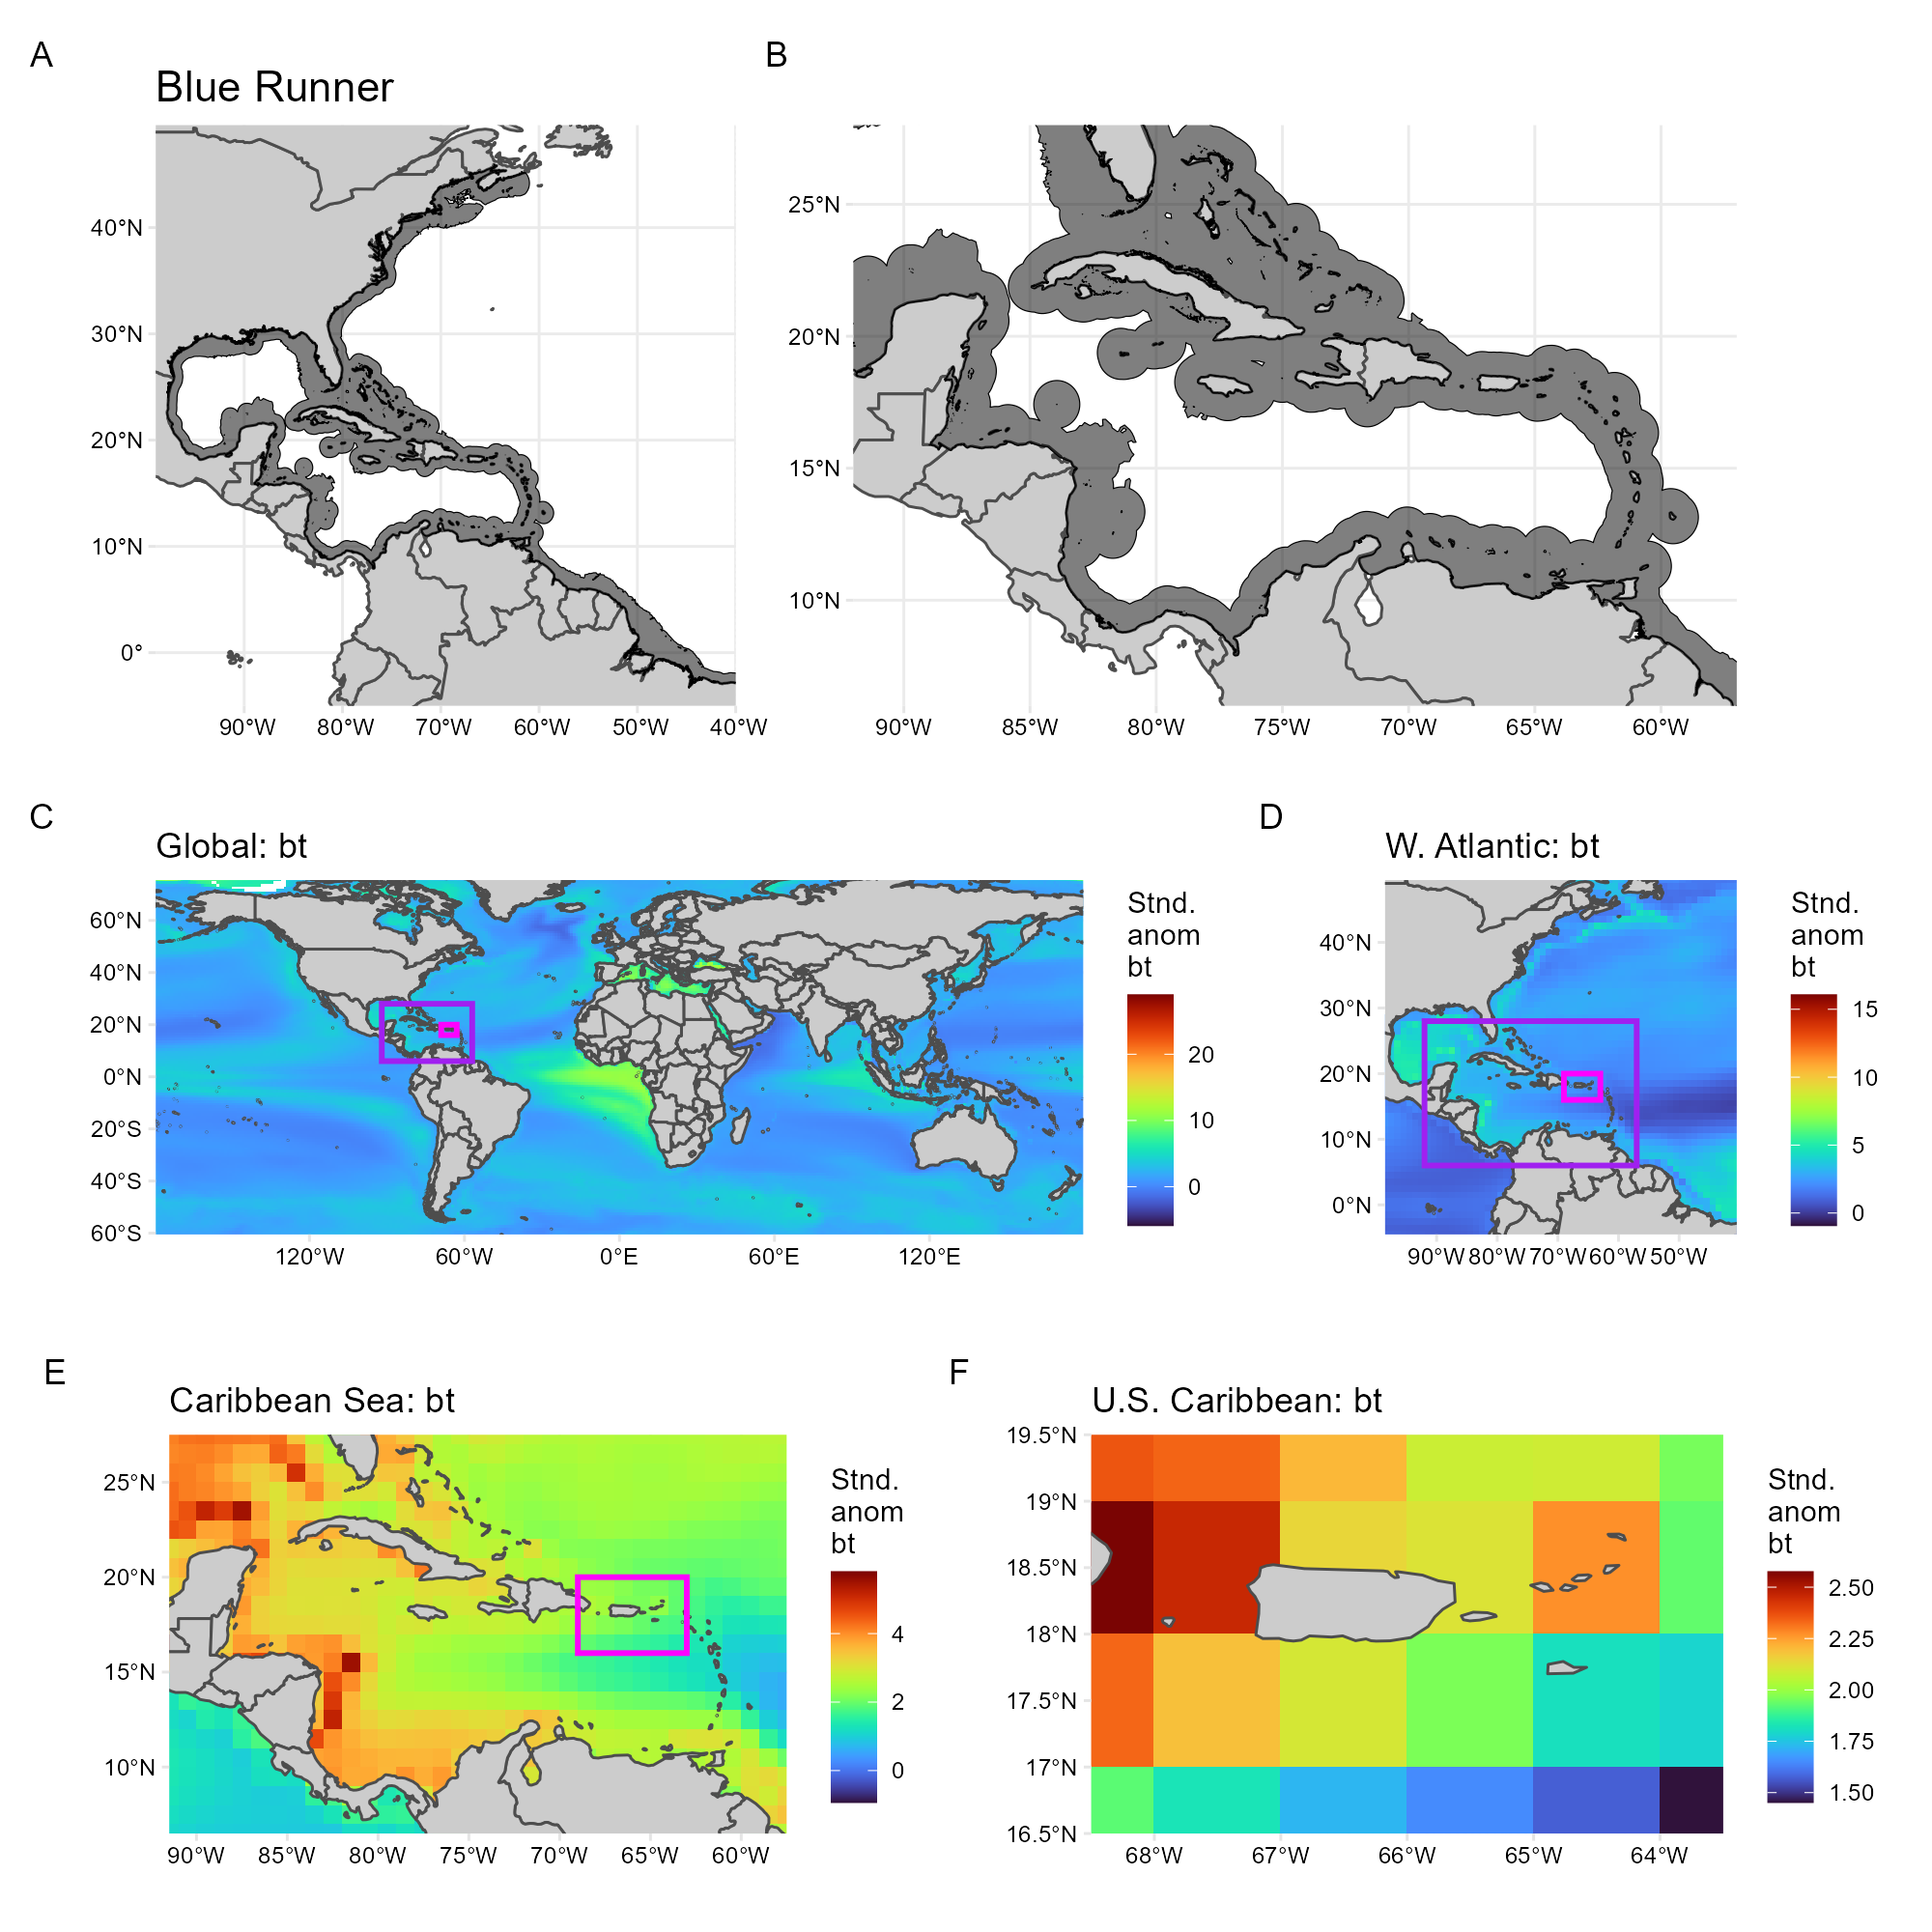 A
B
Blue Runner
40°N
30°N
20°N
10°N
0°
90°W 80°W 70°W 60°W 50°W 40°W
25°N
20°N
15°N
10°N
90°W 85°W 80°W 75°W 70°W 65°W 60°W
C
D
Global: bt
60°N
40°N
20°N
0°N
20°S
40°S
60°S
120°W 60°W 0°E 60°E 120°E
Stnd.
anom
bt
20
10
0
W. Atlantic: bt
40°N
30°N
20°N
10°N
0°N
90°W 80°W 70°W 60°W 50°W
Stnd.
anom
bt
15
10
5
0
E
F
Caribbean Sea: bt
25°N
20°N
15°N
10°N
90°W 85°W 80°W 75°W 70°W 65°W 60°W
Stnd.
anom
bt
4
2
0
U.S. Caribbean: bt
19.5°N
19°N
18.5°N
18°N
17.5°N
17°N
16.5°N
68°W 67°W 66°W 65°W 64°W
Stnd.
anom
bt
2.50
2.25
2.00
1.75
1.50